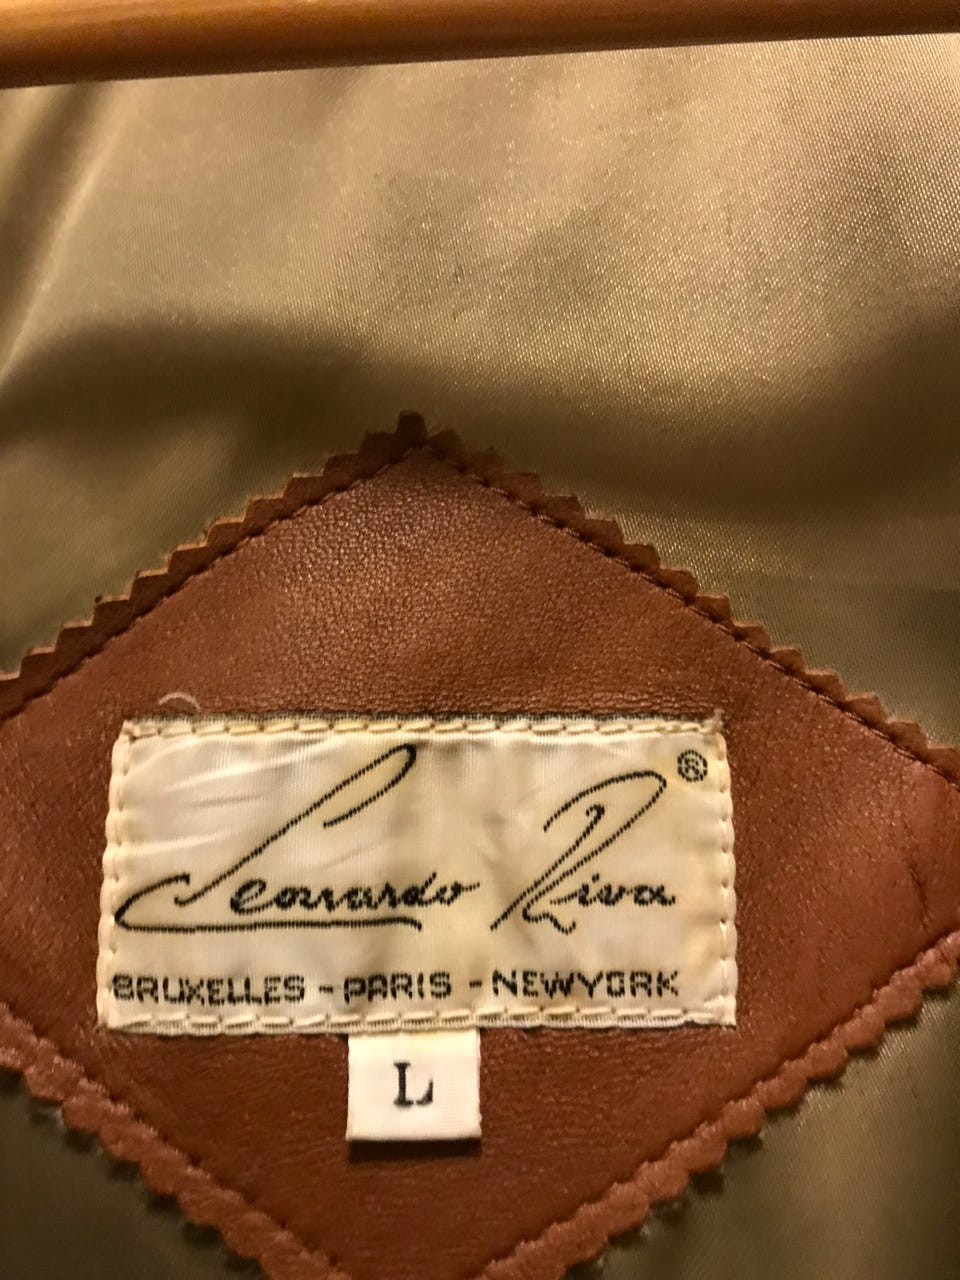 Leonardo Riva ®
BRUXELLES - PARIS - NEWYORK
L